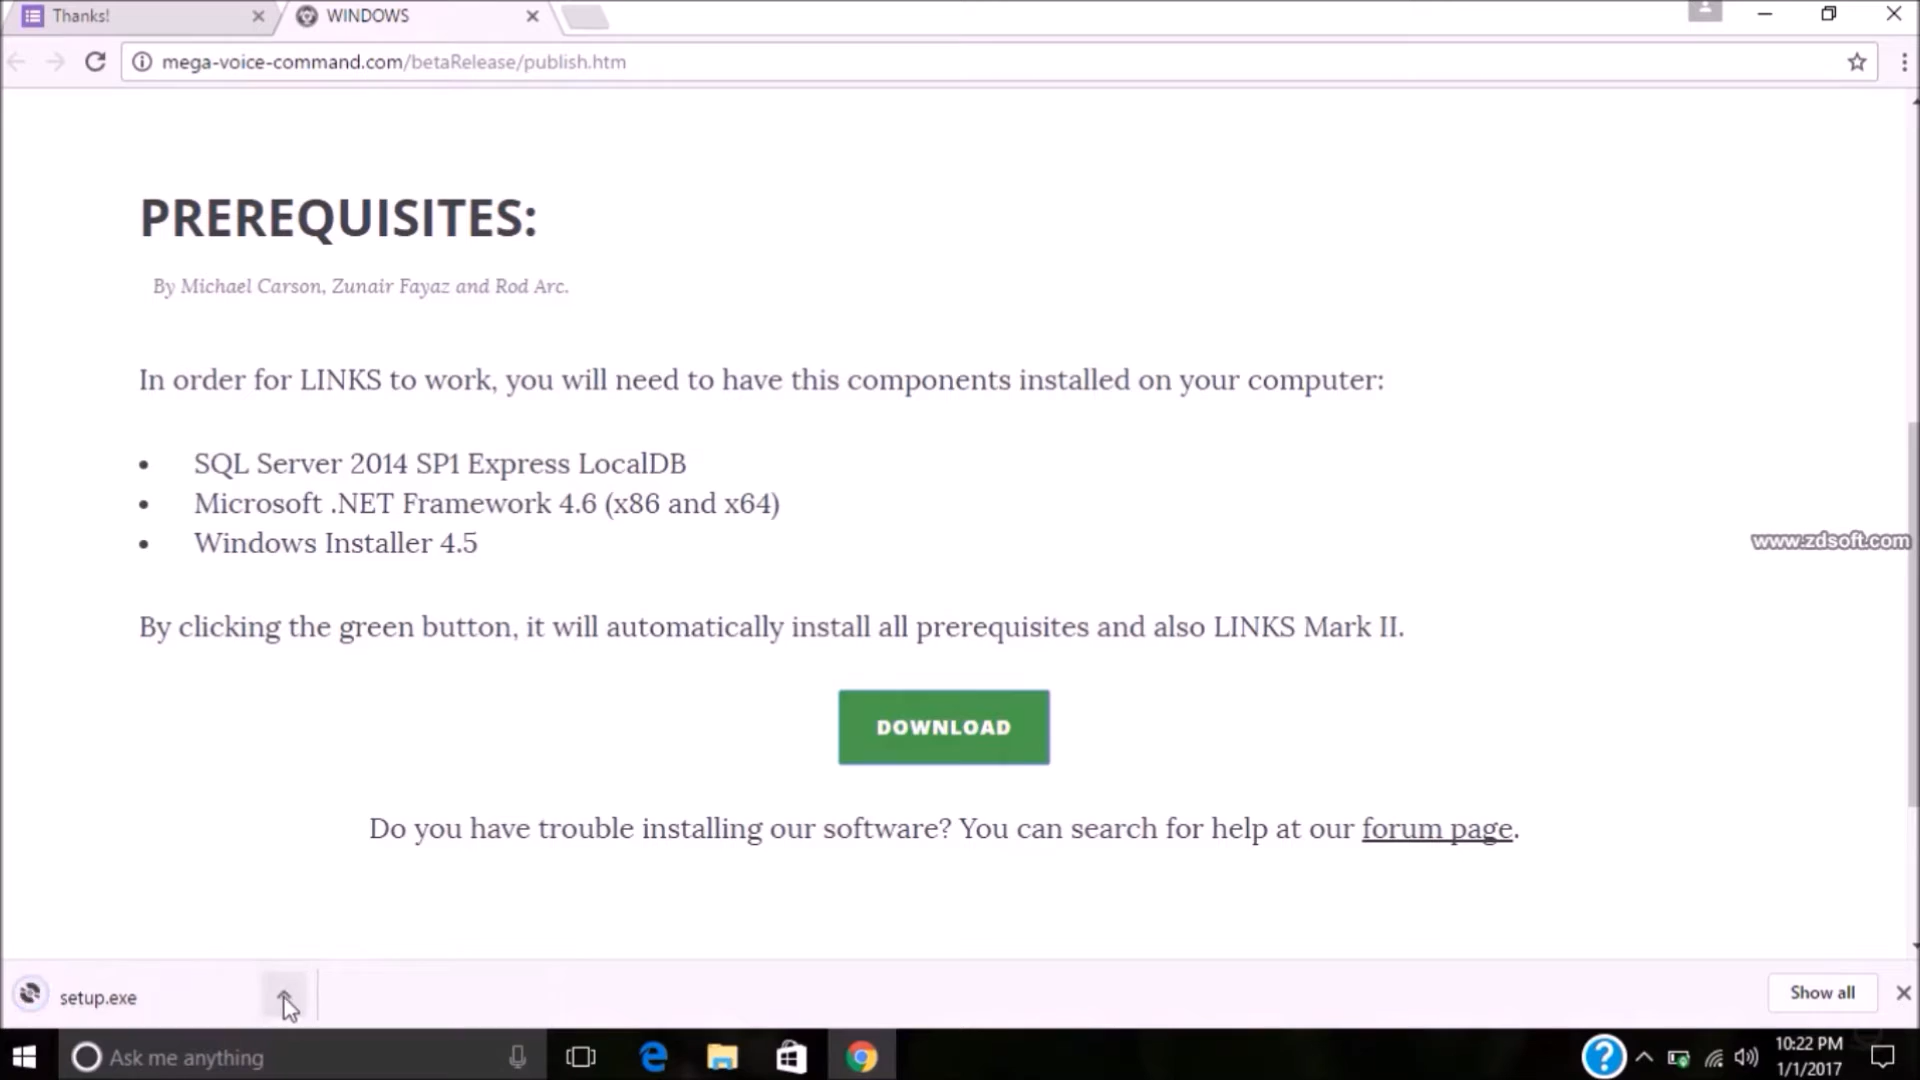 Thanks!
WINDOWS
mega-voice-command.com/betaRelease/publish.htm
PREREQUISITES:
By Michael Carson, Zunair Fayaz and Rod Arc.
In order for LINKS to work, you will need to have this components installed on your computer:
• SQL Server 2014 SP1 Express LocalDB
• Microsoft .NET Framework 4.6 (x86 and x64)
• Windows Installer 4.5
www.zdsoft.com
By clicking the green button, it will automatically install all prerequisites and also LINKS Mark II.
DOWNLOAD
Do you have trouble installing our software? You can search for help at our forum page.
setup.exe
Show all
Ask me anything
10:22 PM
1/1/2017